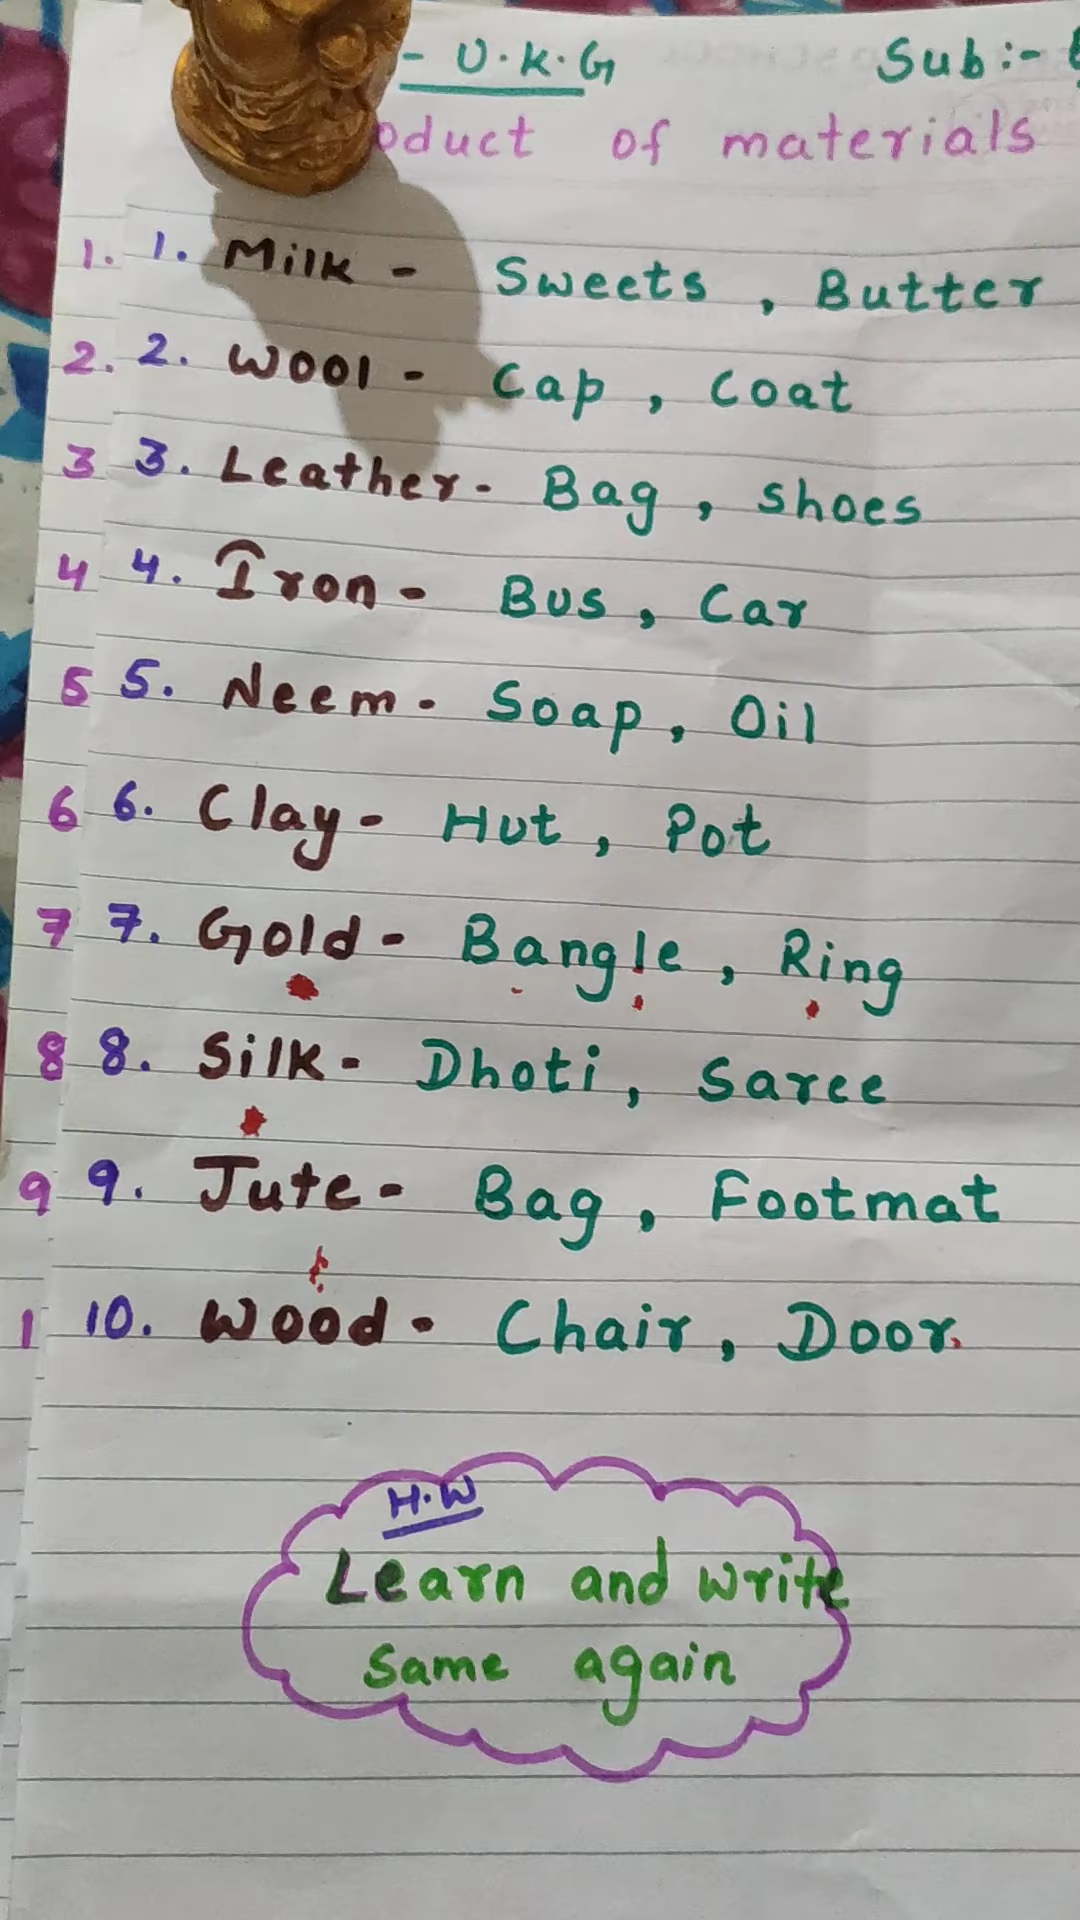 - U.K.G Sub:-
oduct of materials
1. 1. Milk - Sweets, Butter
2. 2. Wool - Cap, Coat
3 3. Leather - Bag, shoes
4 4. Iron - Bus, Car
5 5. Neem - Soap, Oil
6 6. Clay - Hut, Pot
7 7. Gold - Bangle, Ring
8 8. Silk - Dhoti, Saree
9 9. Jute - Bag, Footmat
1 10. Wood - Chair, Door.
H.W
Learn and write
same again